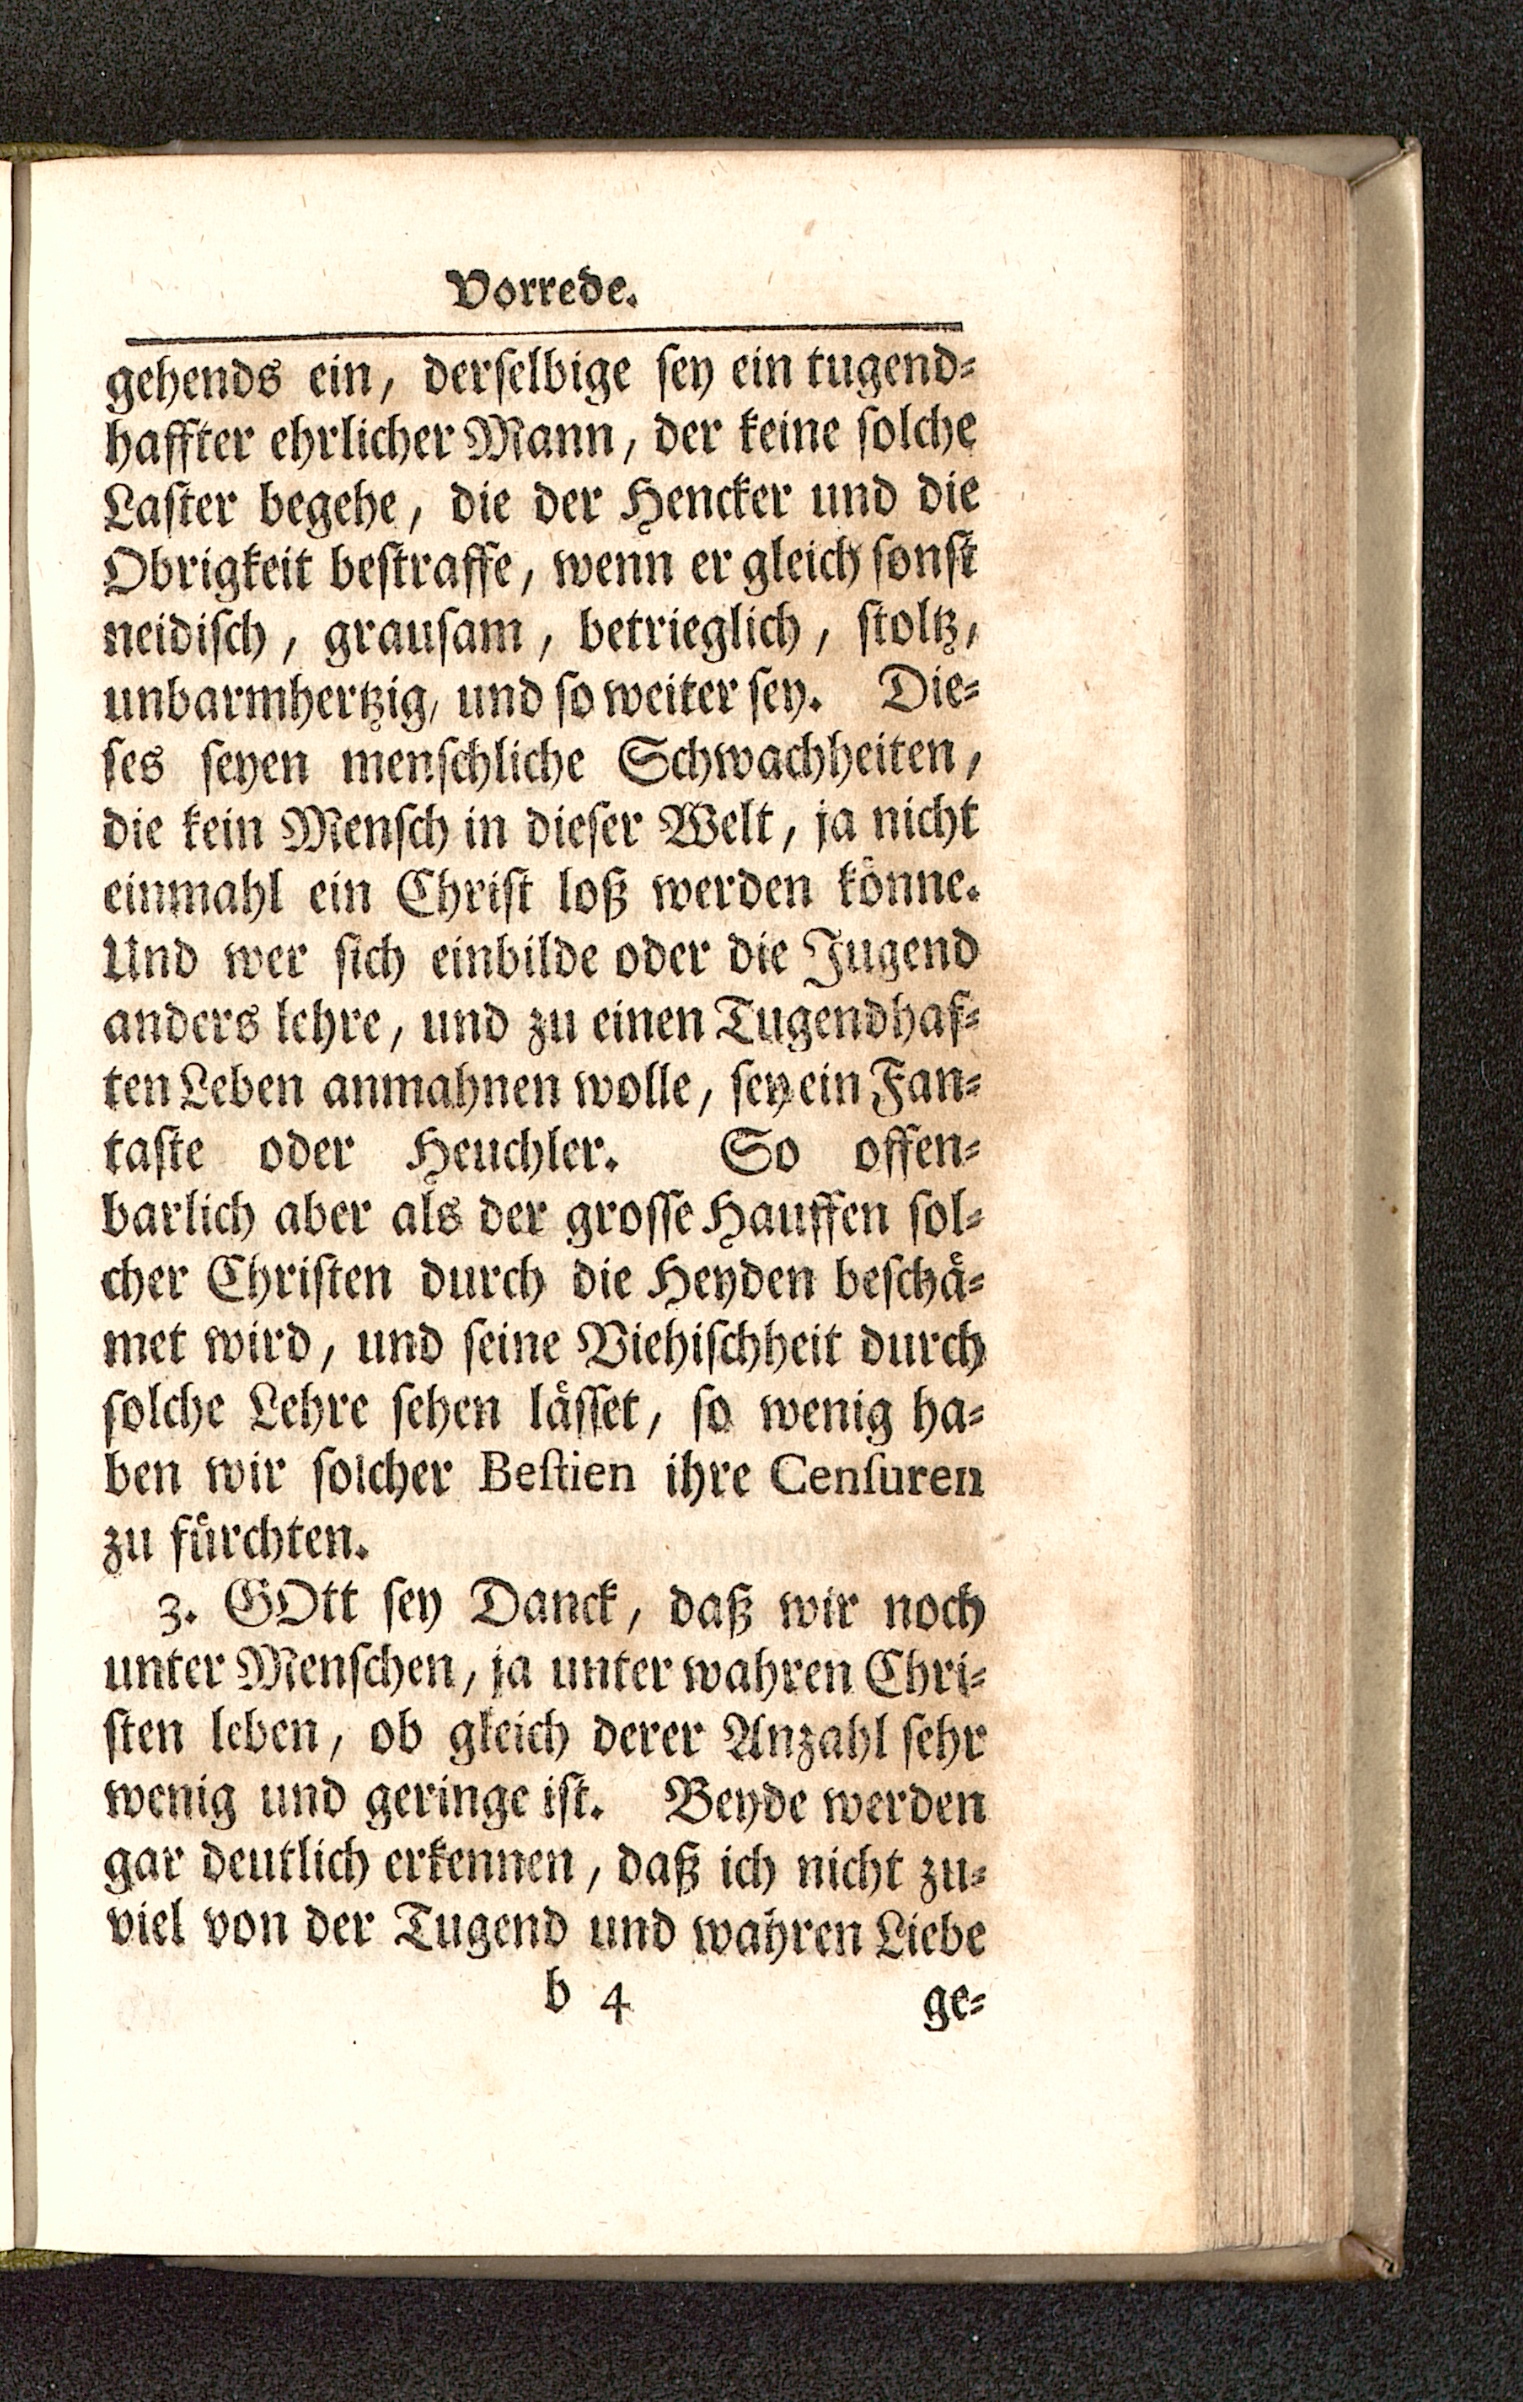 Vorrede.
gehends ein, derſelbige ſey ein tugend⸗
haffter ehrlicher Mann, der keine ſolche
Laſter begehe, die der Hencker und die
Obrigkeit beſtraffe, wenn er gleich ſonſt
neidiſch, grauſam, betrieglich, ſtoltz,
unbarmhertzig, und ſo weiter ſey. Die⸗
ſes ſeyen menſchliche Schwachheiten,
die kein Menſch in dieſer Welt, ja nicht
einmahl ein Chriſt loß werden koͤnne.
Und wer ſich einbilde oder die Jugend
anders lehre, und zu einen Tugendhaf⸗
ten Leben anmahnen wolle, ſey ein Fan⸗
taſte oder Heuchler. So offen⸗
barlich aber als der groſſe Hauffen ſol⸗
cher Chriſten durch die Heyden beſchaͤ⸗
met wird, und ſeine Viehiſchheit durch
ſolche Lehre ſehen laͤſſet, ſo wenig ha⸗
ben wir ſolcher Beſtien ihre Cenſuren
zu fuͤrchten.
3. GOtt ſey Danck, daß wir noch
unter Menſchen, ja unter wahren Chri⸗
ſten leben, ob gleich derer Anzahl ſehr
wenig und geringe iſt. Beyde werden
gar deutlich erkennen, daß ich nicht zu⸗
viel von der Tugend und wahren Liebe
b 4 ge⸗